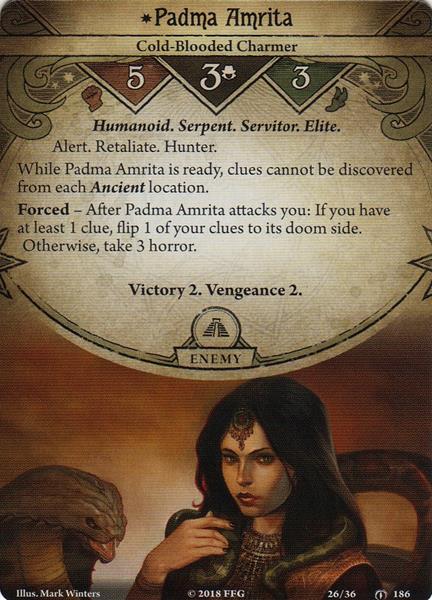 Padma Amrita
Cold-Blooded Charmer
5 3 3
Humanoid. Serpent. Servitor. Elite.
Alert. Retaliate. Hunter.
While Padma Amrita is ready, clues cannot be discovered
from each Ancient location.
Forced – After Padma Amrita attacks you: If you have
at least 1 clue, flip 1 of your clues to its doom side.
Otherwise, take 3 horror.
Victory 2. Vengeance 2.
ENEMY
Illus. Mark Winters © 2018 FFG 26/36 186